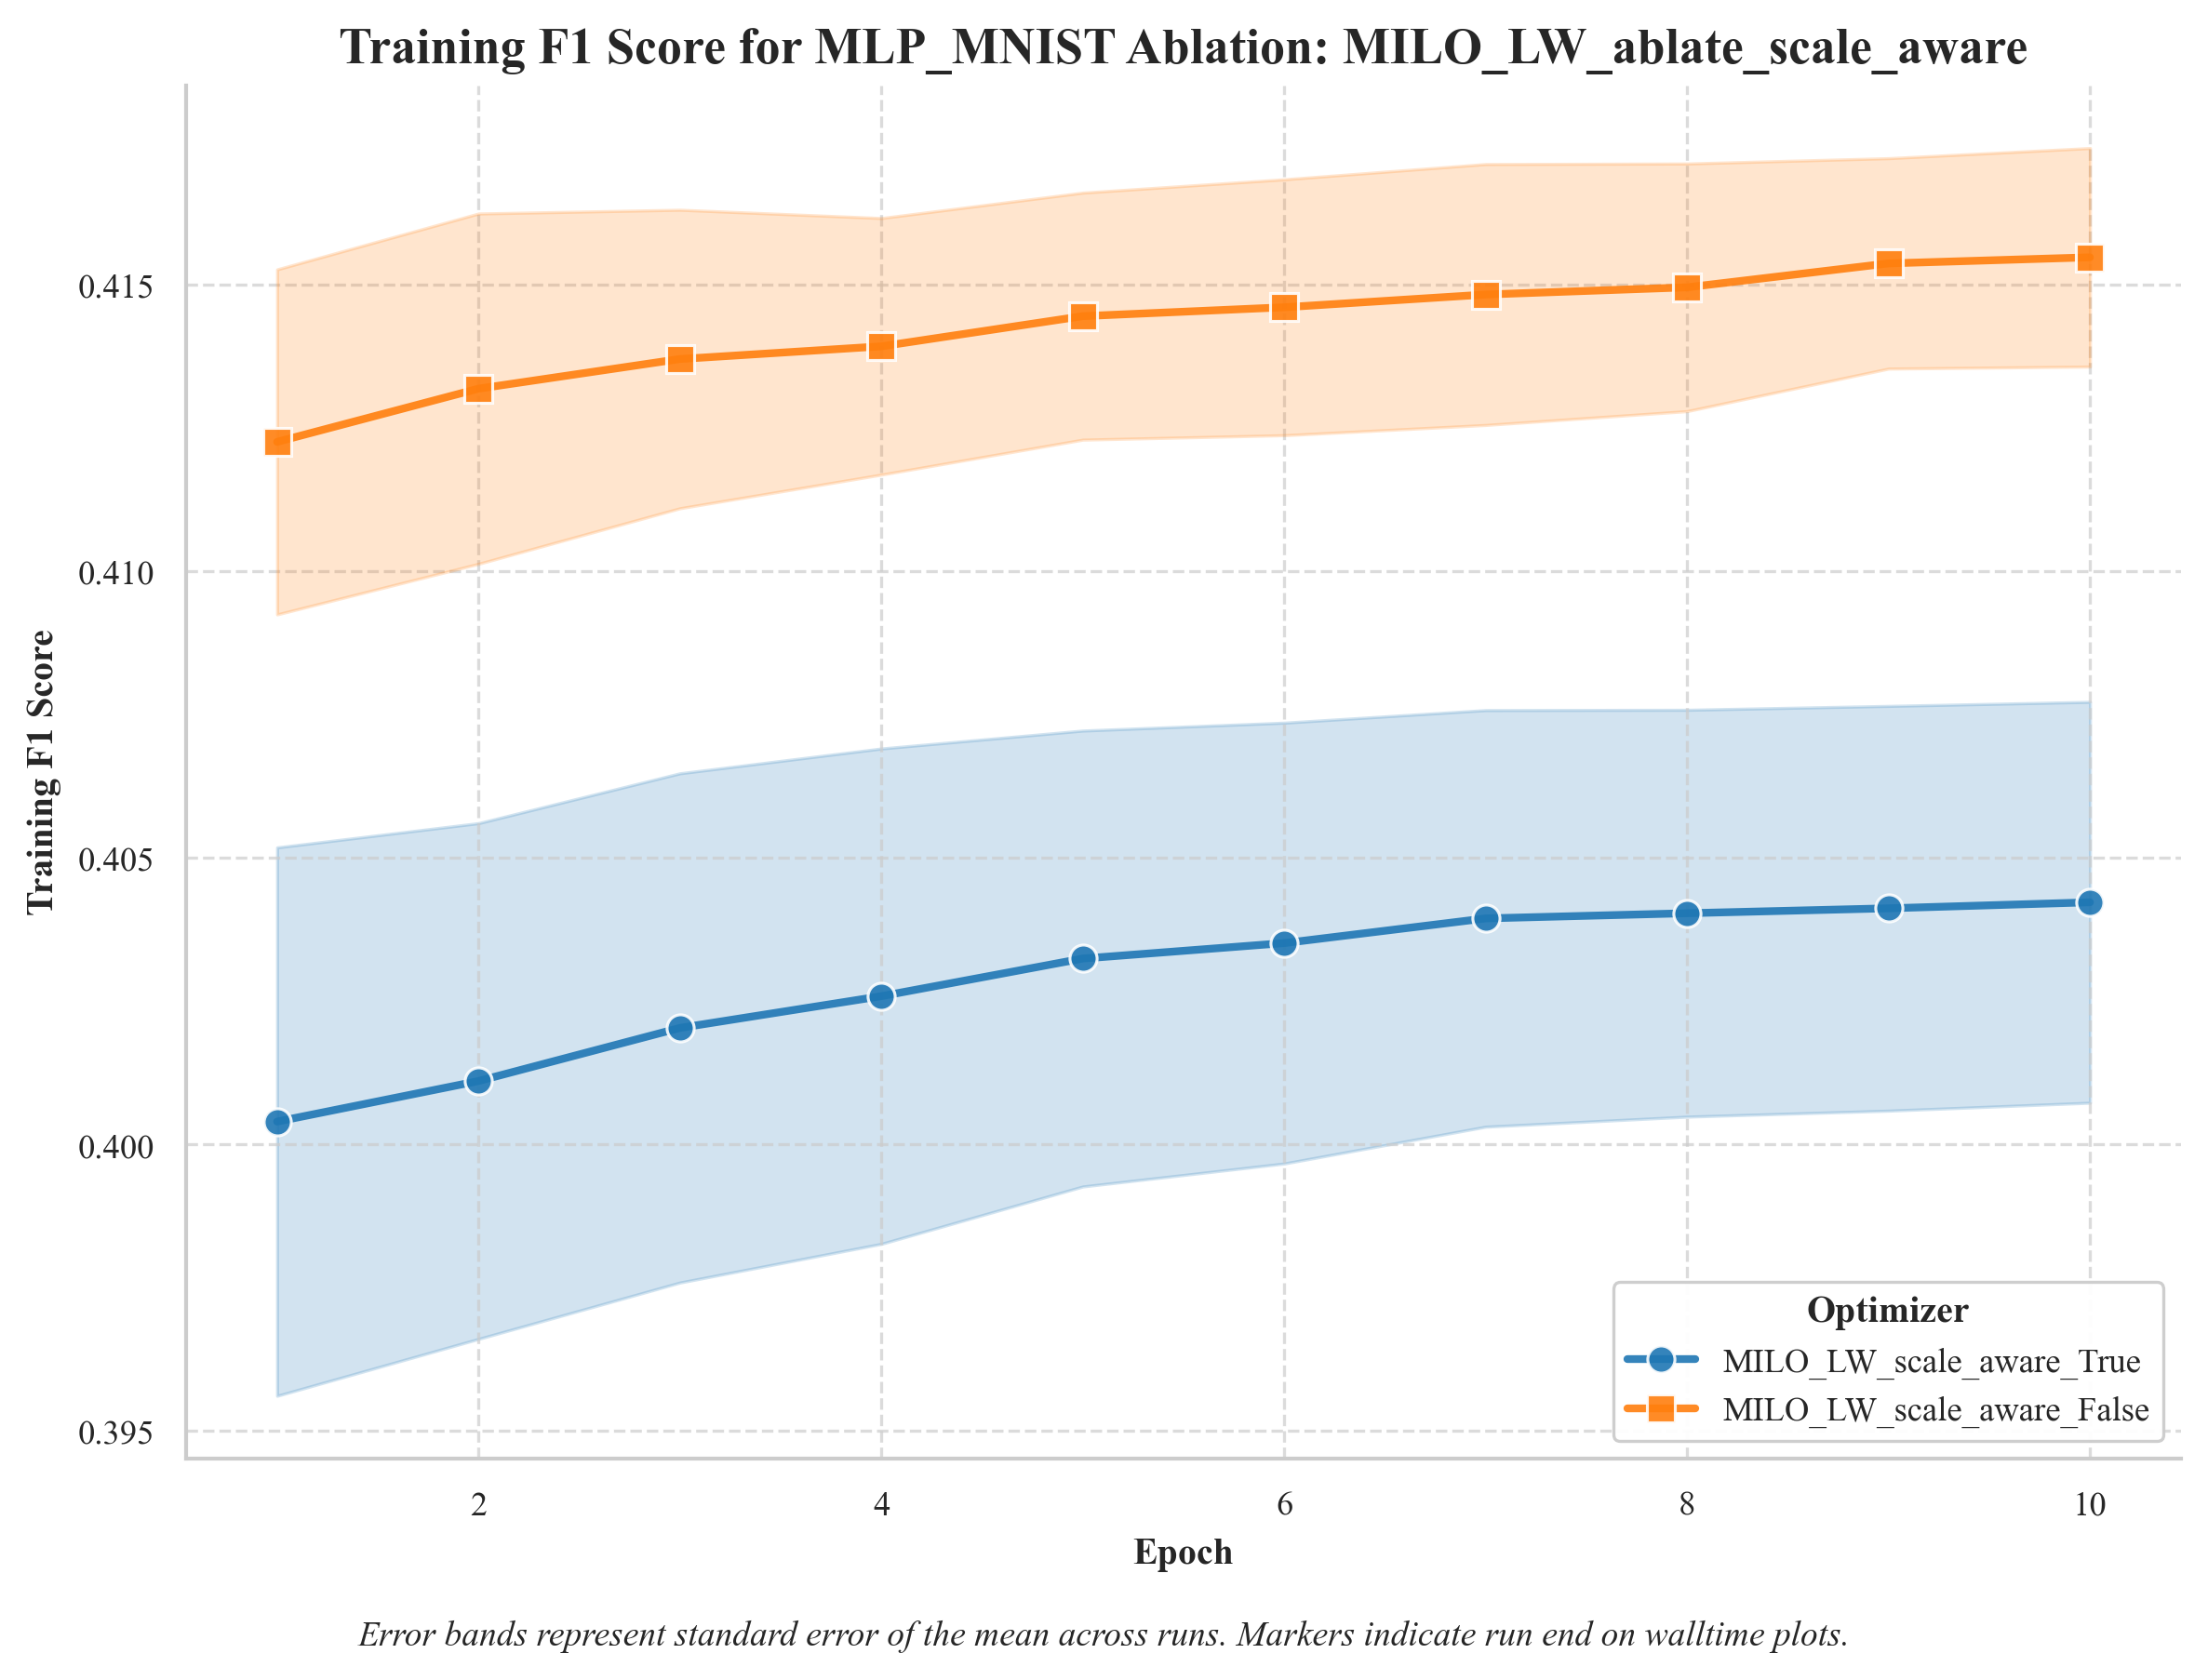 Training F1 Score for MLP_MNIST Ablation: MILO_LW_ablate_scale_aware
Training F1 Score
0.415
0.410
0.405
0.400
0.395
Optimizer
MILO_LW_scale_aware_True
MILO_LW_scale_aware_False
2 4 6 8 10
Epoch
Error bands represent standard error of the mean across runs. Markers indicate run end on walltime plots.